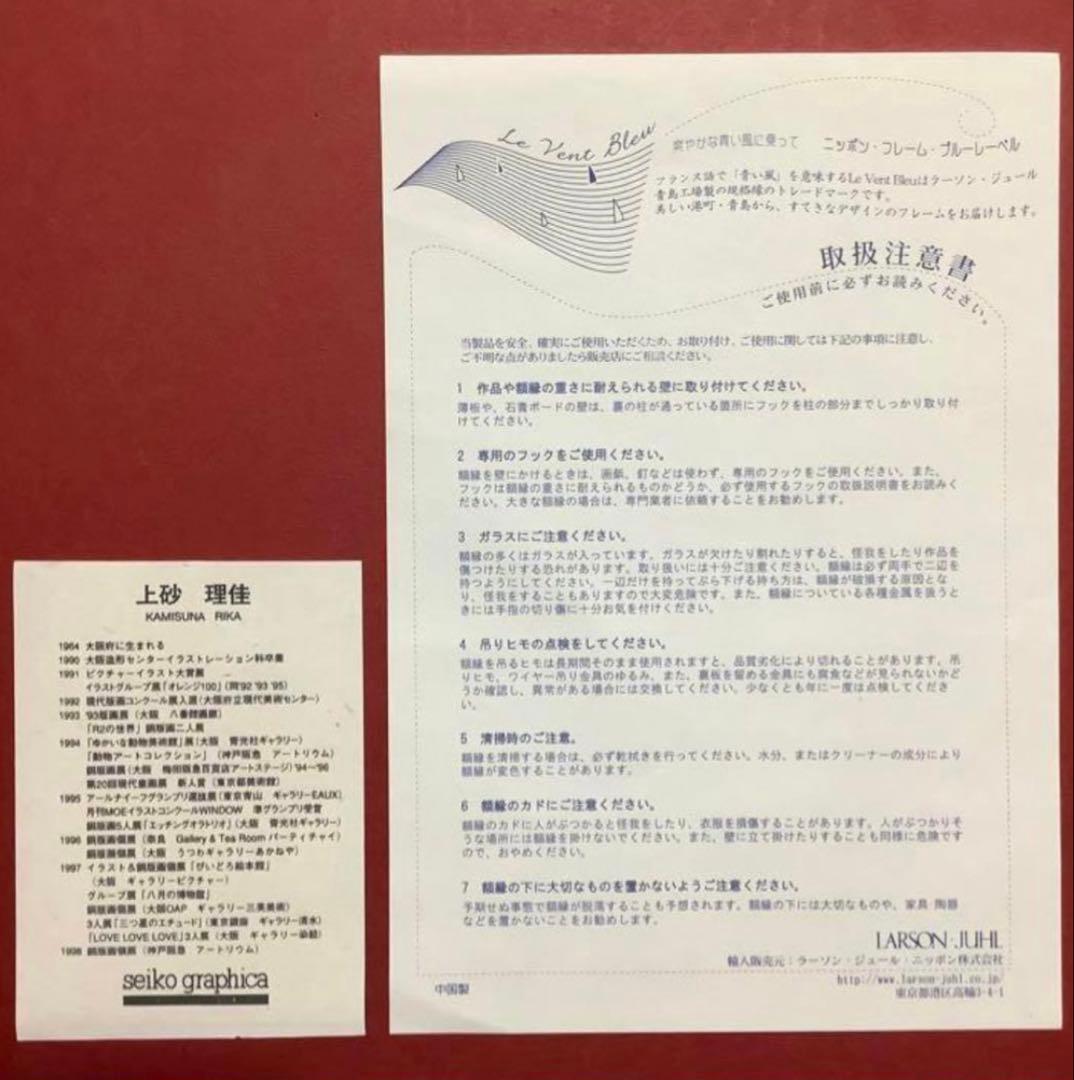 上砂 理佳
KAMISUNA RIKA
1964 大阪府に生まれる
1990 大阪造形センターイラストレーション科卒業
1991 ピクチャーイラスト大賞展
イラストグループ展「オレンジ100」(同'92 '93 '95)
1992 現代版画コンクール展入選(大阪府立現代美術センター)
1993 '93版画展(大阪 八番館画廊)
「R2の世界」銅版画二人展
1994 「ゆかいな動物美術館」展(大阪 青光社ギャラリー)
「動物アートコレクション」(神戸阪急 アートリウム)
銅版画展(大阪 梅田阪急百貨店アートステージ)'94~'96
第20回現代童画展 新人賞(東京都美術館)
1995 アールナイーフグランプリ選抜展(東京青山 ギャラリーEAUX)
月刊MOEイラストコンクールWINDOW 準グランプリ受賞
銅版画5人展「エッチングオラトリオ」(大阪 青光社ギャラリー)
1996 銅版画個展(奈良 Gallery & Tea Room パーティチャイ)
銅版画個展(大阪 うつわギャラリーあかねや)
1997 イラスト&銅版画個展「びいどろ絵本館」
(大阪 ギャラリーピクチャー)
グループ展「八月の博物館」
銅版画個展(大阪OAP ギャラリー三美美術)
3人展「三つ星のエチュード」(東京銀座 ギャラリー清水)
「LOVE LOVE LOVE」3人展(大阪 ギャラリー)
1998 銅版画個展(神戸阪急 アートリウム)
seiko graphica
Le Vent Bleu
爽やかな青い風に乗って ニッポン・フレーム・ブルーレーベル
フランス語で「青い風」を意味するLe Vent Bleuはラーソン・ジュール
青島工場製の規格縁のトレードマークです。
美しい港町・青島から、すてきなデザインのフレームをお届けします。
取扱注意書
ご使用前に必ずお読みください。
当製品を安全、確実にご使用いただくため、お取り付け、ご使用に関しては下記の事項に注意し、
ご不明な点がありましたら販売店にご相談ください。
1 作品や額縁の重さに耐えられる壁に取り付けてください。
薄板や、石膏ボードの壁は、裏の柱が通っている箇所にフックを柱の部分までしっかり取り付
けてください。
2 専用のフックをご使用ください。
額縁を壁にかけるときは、画鋲、釘などは使わず、専用のフックをご使用ください。また、
フックは額縁の重さに耐えられるものかどうか、必ず使用するフックの取扱説明書をお読みく
ださい。大きな額縁の場合は、専門業者に依頼することをお勧めします。
3 ガラスにご注意ください。
額縁の多くはガラスが入っています。ガラスが欠けたり割れたりすると、怪我をしたり作品を
傷つけたりする恐れがあります。取り扱いには十分ご注意ください。額縁は必ず両手で二辺を
持つようにしてください。一辺だけを持ってぶら下げる持ち方は、額縁が破損する原因とな
り、怪我をすることもありますので大変危険です。また、額縁についている各種金属を扱うと
きには手指の切り傷に十分お気を付けください。
4 吊りヒモの点検をしてください。
額縁を吊るヒモは長期間そのまま使用されますと、品質劣化により切れることがあります。吊
りヒモ、ワイヤー吊り金具のゆるみ、また、裏板を留める金具にも腐食などが見られないかど
うか確認し、異常がある場合には交換してください。少なくとも年に一度は点検してくださ
い。
5 清掃時のご注意。
額縁を清掃する場合は、必ず乾拭きを行ってください。水分、またはクリーナーの成分により
額縁が変色することがあります。
6 額縁のカドにご注意ください。
額縁のカドに人がぶつかると怪我をしたり、衣服を損傷することがあります。人がぶつかりそ
うな場所には額縁を掛けないでください。また、壁に立て掛けたりすることも同様に危険です
ので、おやめください。
7 額縁の下に大切なものを置かないようご注意ください。
予期せぬ事態で額縁が脱落することも予想されます。額縁の下には大切なものや、家具 陶器
などを置かないことをお勧めします。
LARSON·JUHL
輸入販売元:ラーソン・ジュール・ニッポン株式会社
http://www.larson-juhl.co.jp/
東京都港区高輪3-4-1
中国製